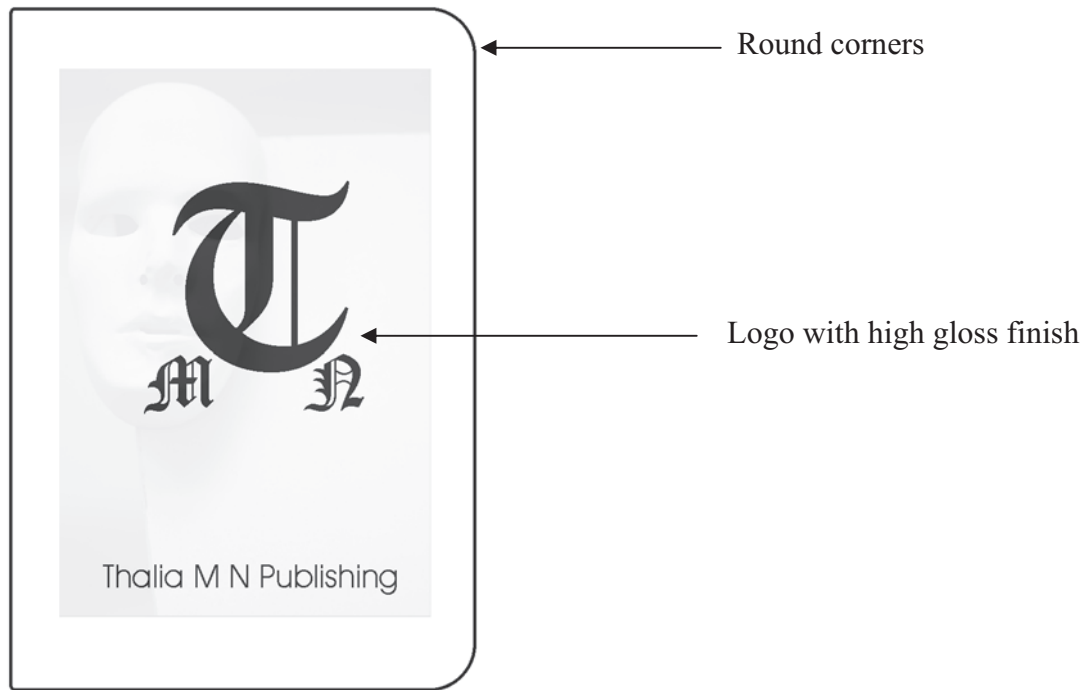 Round corners
T
Logo with high gloss finish
M N
Thalia M N Publishing